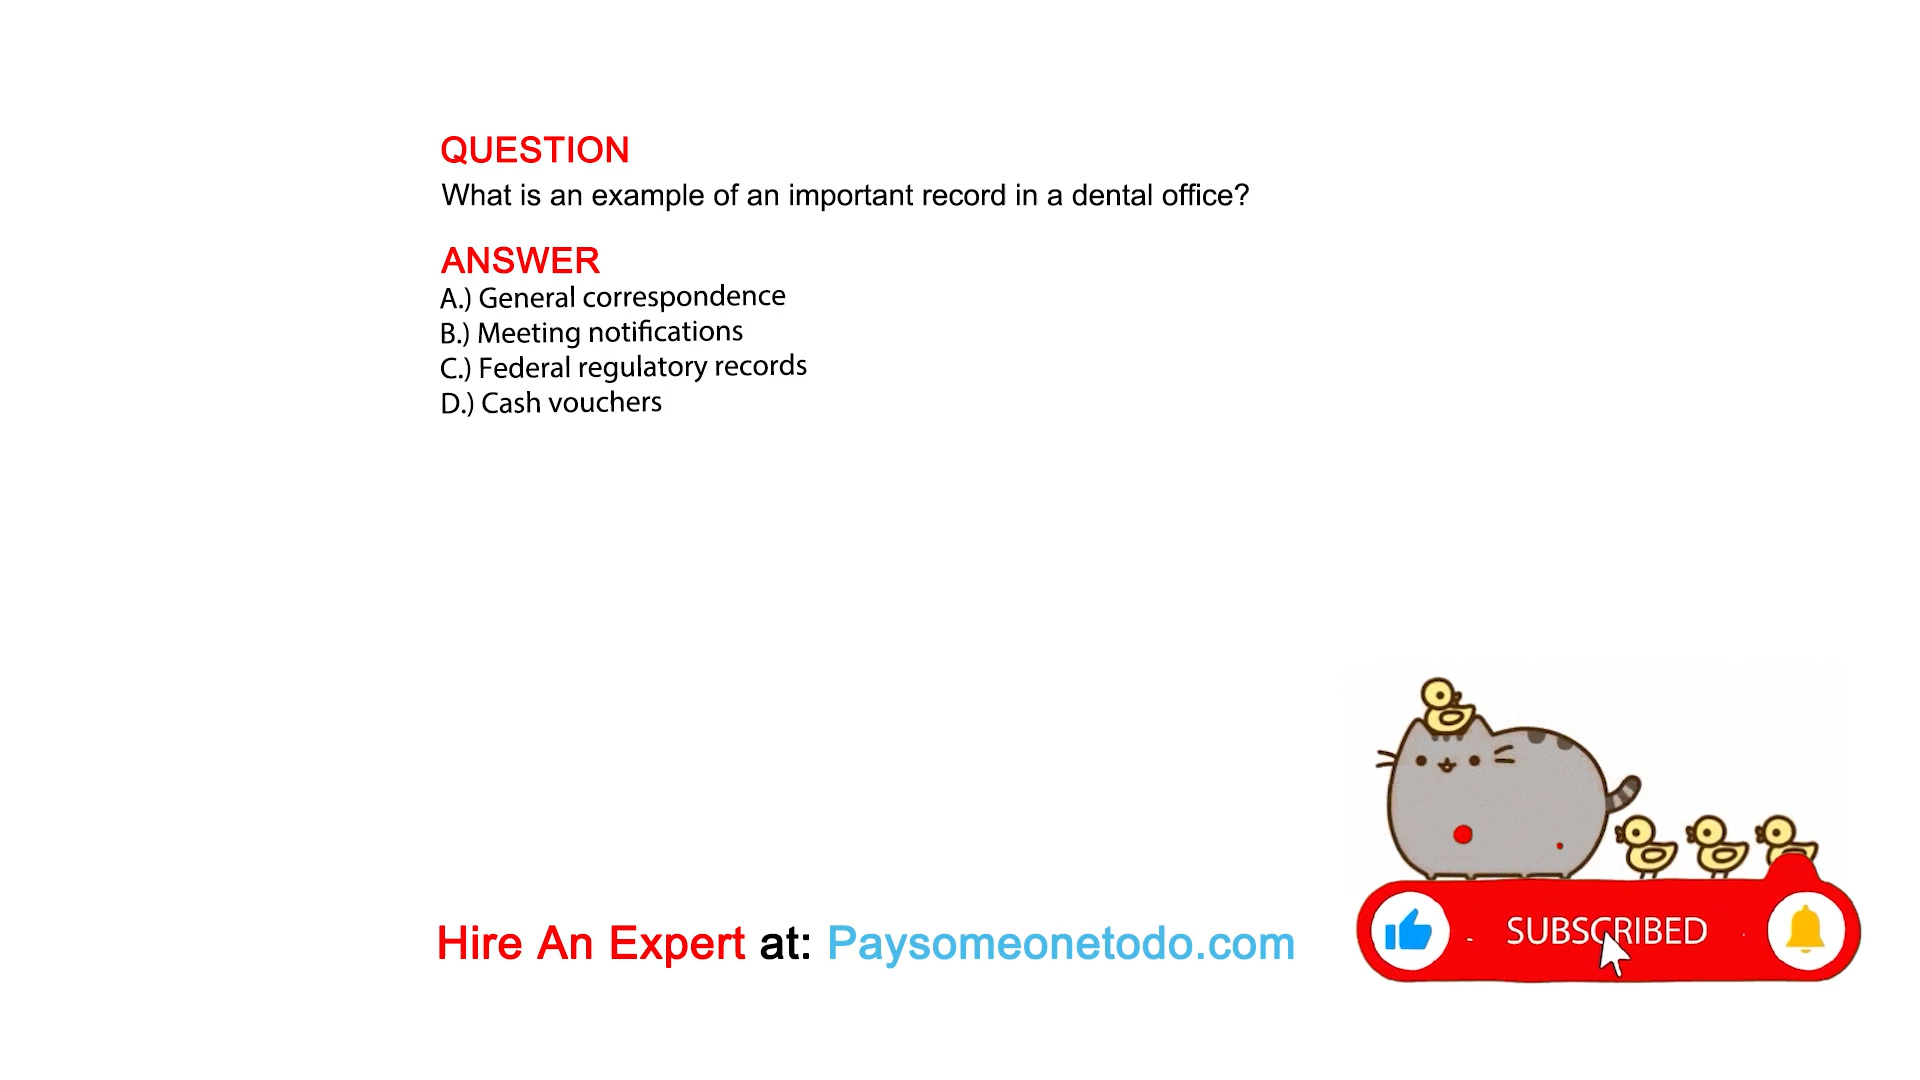 QUESTION
What is an example of an important record in a dental office?
ANSWER
A.) General correspondence
B.) Meeting notifications
C.) Federal regulatory records
D.) Cash vouchers
Hire An Expert at: Paysomeonetodo.com
SUBSCRIBED